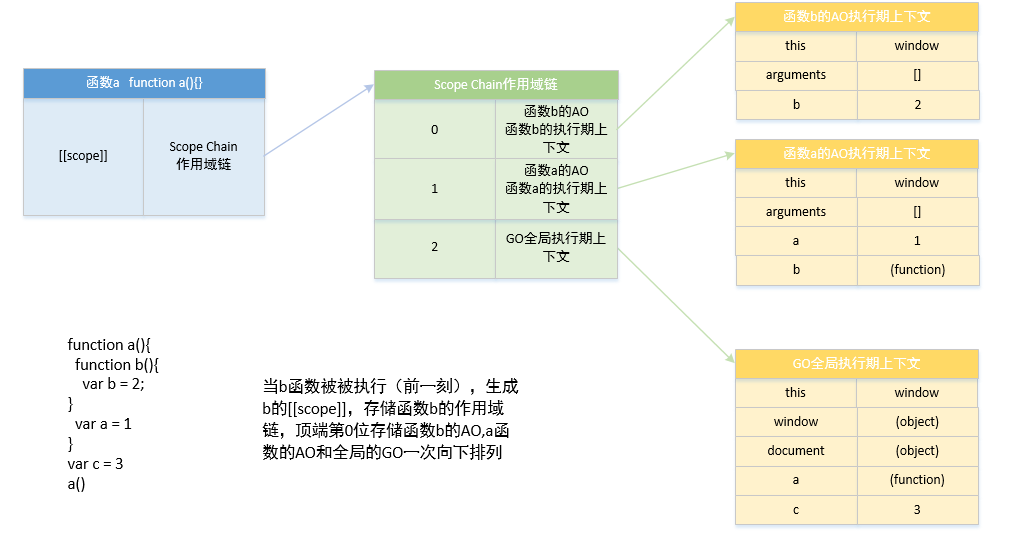 函数a function a(){}
[[scope]]
Scope Chain
作用域链
Scope Chain作用域链
0
函数b的AO
函数b的执行期上
下文
1
函数a的AO
函数a的执行期上
下文
2
GO全局执行期上
下文
函数b的AO执行期上下文
this window
arguments []
b 2
函数a的AO执行期上下文
this window
arguments []
a 1
b (function)
GO全局执行期上下文
this window
window (object)
document (object)
a (function)
c 3
function a(){
function b(){
var b = 2;
}
var a = 1
}
var c = 3
a()
当b函数被被执行（前一刻），生成
b的[[scope]]，存储函数b的作用域
链，顶端第0位存储函数b的AO,a函
数的AO和全局的GO一次向下排列